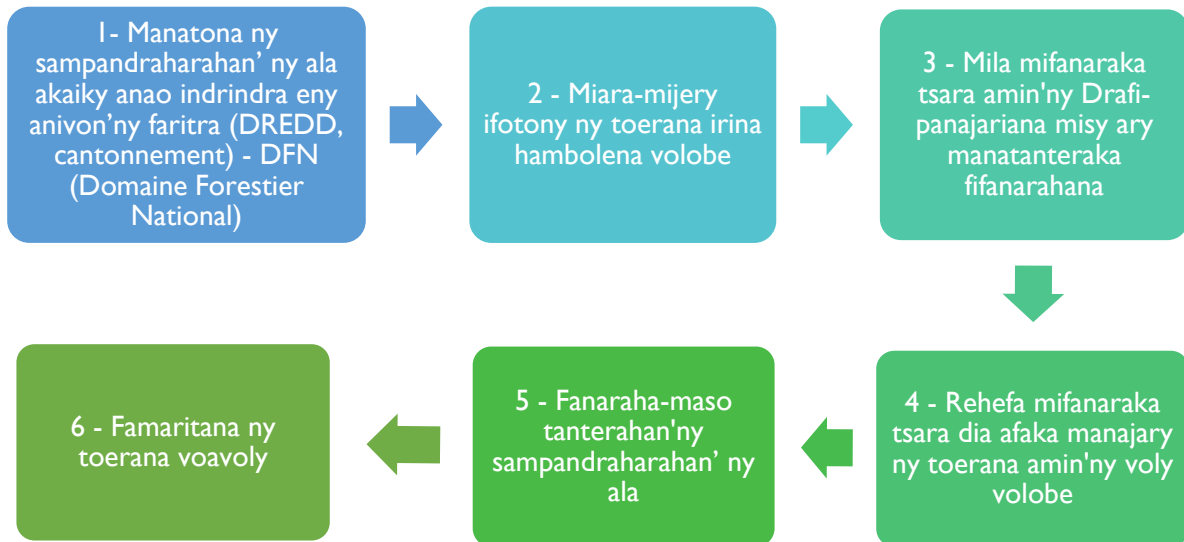 1- Manatona ny
sampandraharahan’ ny ala
akaiky anao indrindra eny
anivon’ny faritra (DREDD,
cantonnement) - DFN
(Domaine Forestier
National)
2 - Miara-mijery
ifotony ny toerana irina
hambolena volobe
3 - Mila mifanaraka
tsara amin'ny Drafi-
panajariana misy ary
manatanteraka
fifanarahana
4 - Rehefa mifanaraka
tsara dia afaka manajary
ny toerana amin'ny voly
volobe
5 - Fanaraha-maso
tanterahan'ny
sampandraharahan’ ny
ala
6 - Famaritana ny
toerana voavoly